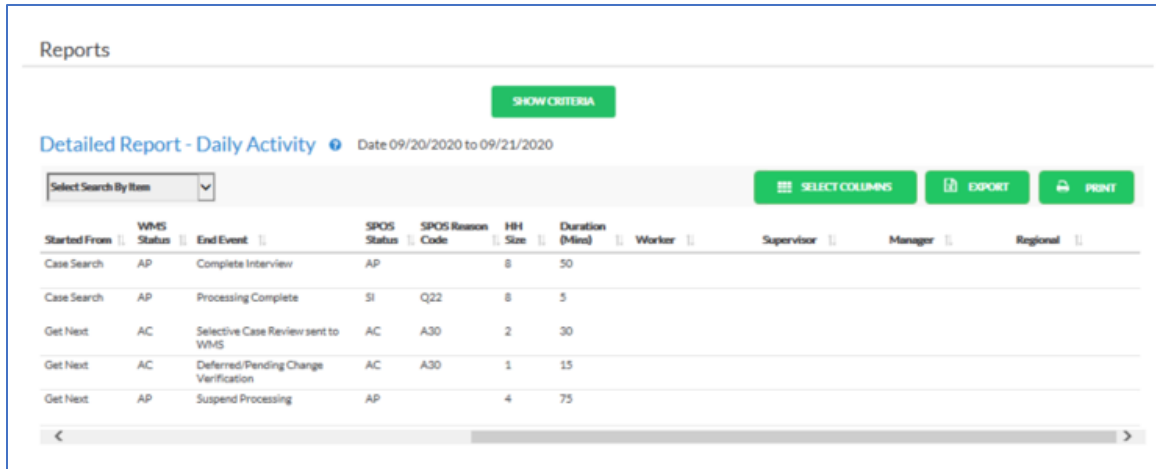 Reports
SHOW CRITERIA
Detailed Report - Daily Activity ? Date 09/20/2020 to 09/21/2020
Select Search By Item SELECT COLUMNS EXPORT PRINT
WMS SPOS SPOS Reason HH Duration
Started From Status End Event Status Code Size (Mins) Worker Supervisor Manager Regional
Case Search AP Complete Interview AP 8 50
Case Search AP Processing Complete SI Q22 8 5
Get Next AC Selective Case Review sent to AC A30 2 30
WMS
Get Next AC Deferred/Pending Change AC A30 1 15
Verification
Get Next AP Suspend Processing AP 4 75